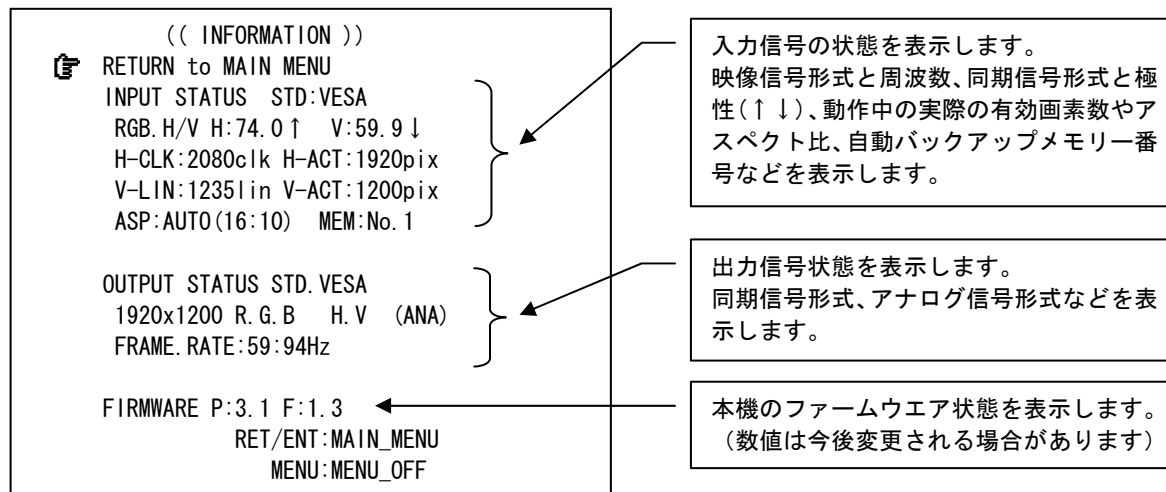 (( INFORMATION ))
RETURN to MAIN MENU
INPUT STATUS  STD:VESA
RGB.H/V H:74.0↑  V:59.9↓
H-CLK:2080clk H-ACT:1920pix
V-LIN:1235lin V-ACT:1200pix
ASP:AUTO(16:10)  MEM:No.1
OUTPUT STATUS STD.VESA
1920x1200 R.G.B  H.V  (ANA)
FRAME.RATE:59:94Hz
FIRMWARE P:3.1 F:1.3
RET/ENT:MAIN_MENU
MENU:MENU_OFF
入力信号の状態を表示します。
映像信号形式と周波数、同期信号形式と極
性(↑↓)、動作中の実際の有効画素数やア
スペクト比、自動バックアップメモリー番
号などを表示します。
出力信号状態を表示します。
同期信号形式、アナログ信号形式などを表
示します。
本機のファームウエア状態を表示します。
（数値は今後変更される場合があります）